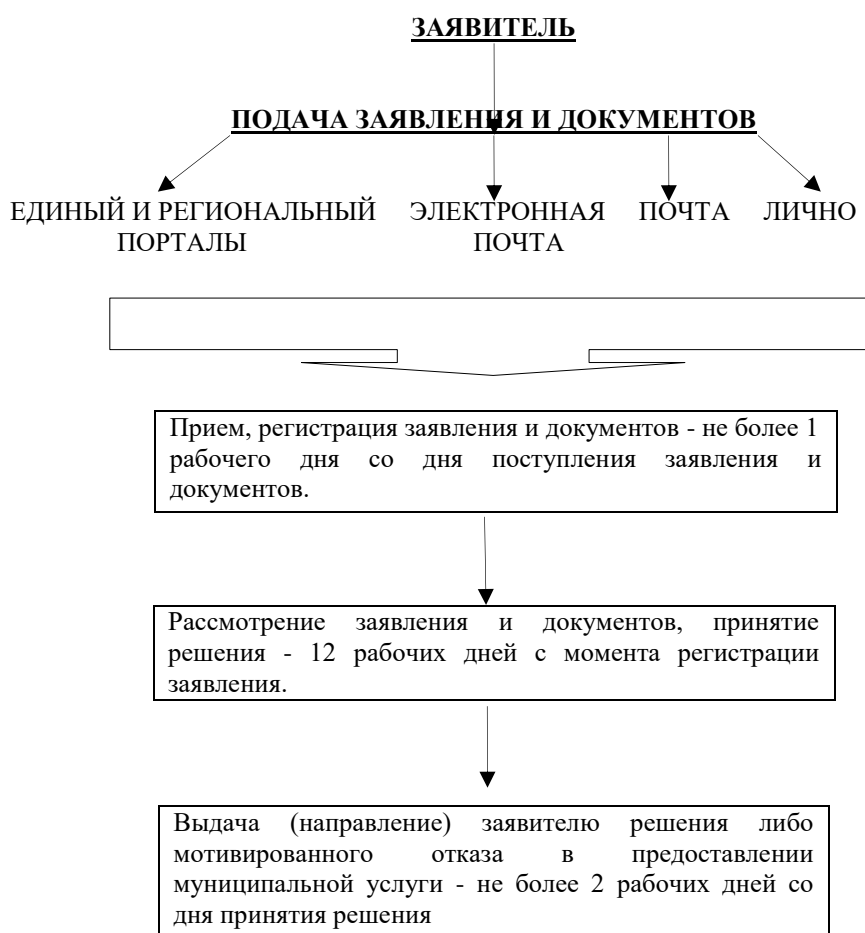 ЗАЯВИТЕЛЬ
ПОДАЧА ЗАЯВЛЕНИЯ И ДОКУМЕНТОВ
ЕДИНЫЙ И РЕГИОНАЛЬНЫЙ
ПОРТАЛЫ
ЭЛЕКТРОННАЯ
ПОЧТА
ПОЧТА
ЛИЧНО
Прием, регистрация заявления и документов - не более 1
рабочего дня со дня поступления заявления и
документов.
Рассмотрение заявления и документов, принятие
решения - 12 рабочих дней с момента регистрации
заявления.
Выдача (направление) заявителю решения либо
мотивированного отказа в предоставлении
муниципальной услуги - не более 2 рабочих дней со
дня принятия решения